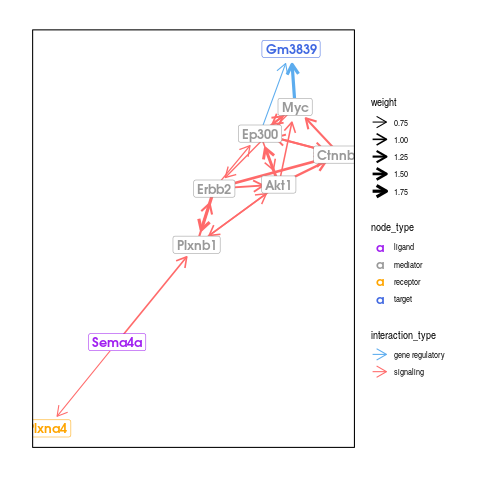 Gm3839
Myc
Ep300
Ctnnb
Akt1
Erbb2
Plxnb1
Sema4a
lxna4
weight
0.75
1.00
1.25
1.50
1.75
node_type
a ligand
a mediator
a receptor
a target
interaction_type
gene regulatory
signaling